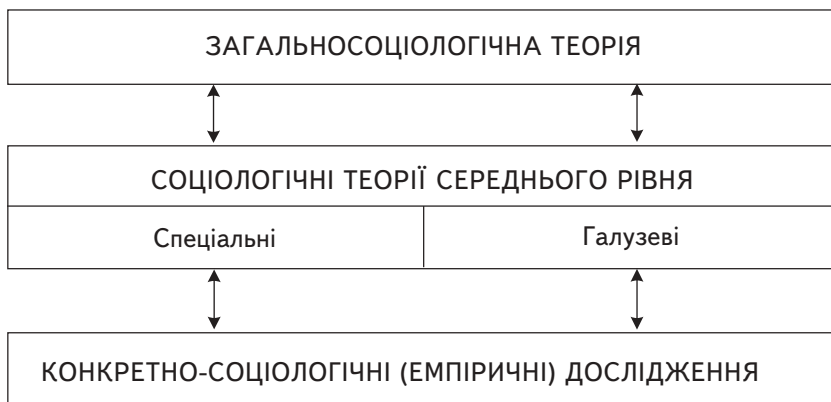 ЗАГАЛЬНОСОЦІОЛОГІЧНА ТЕОРІЯ
СОЦІОЛОГІЧНІ ТЕОРІЇ СЕРЕДНЬОГО РІВНЯ
Спеціальні Галузеві
КОНКРЕТНО-СОЦІОЛОГІЧНІ (ЕМПІРИЧНІ) ДОСЛІДЖЕННЯ